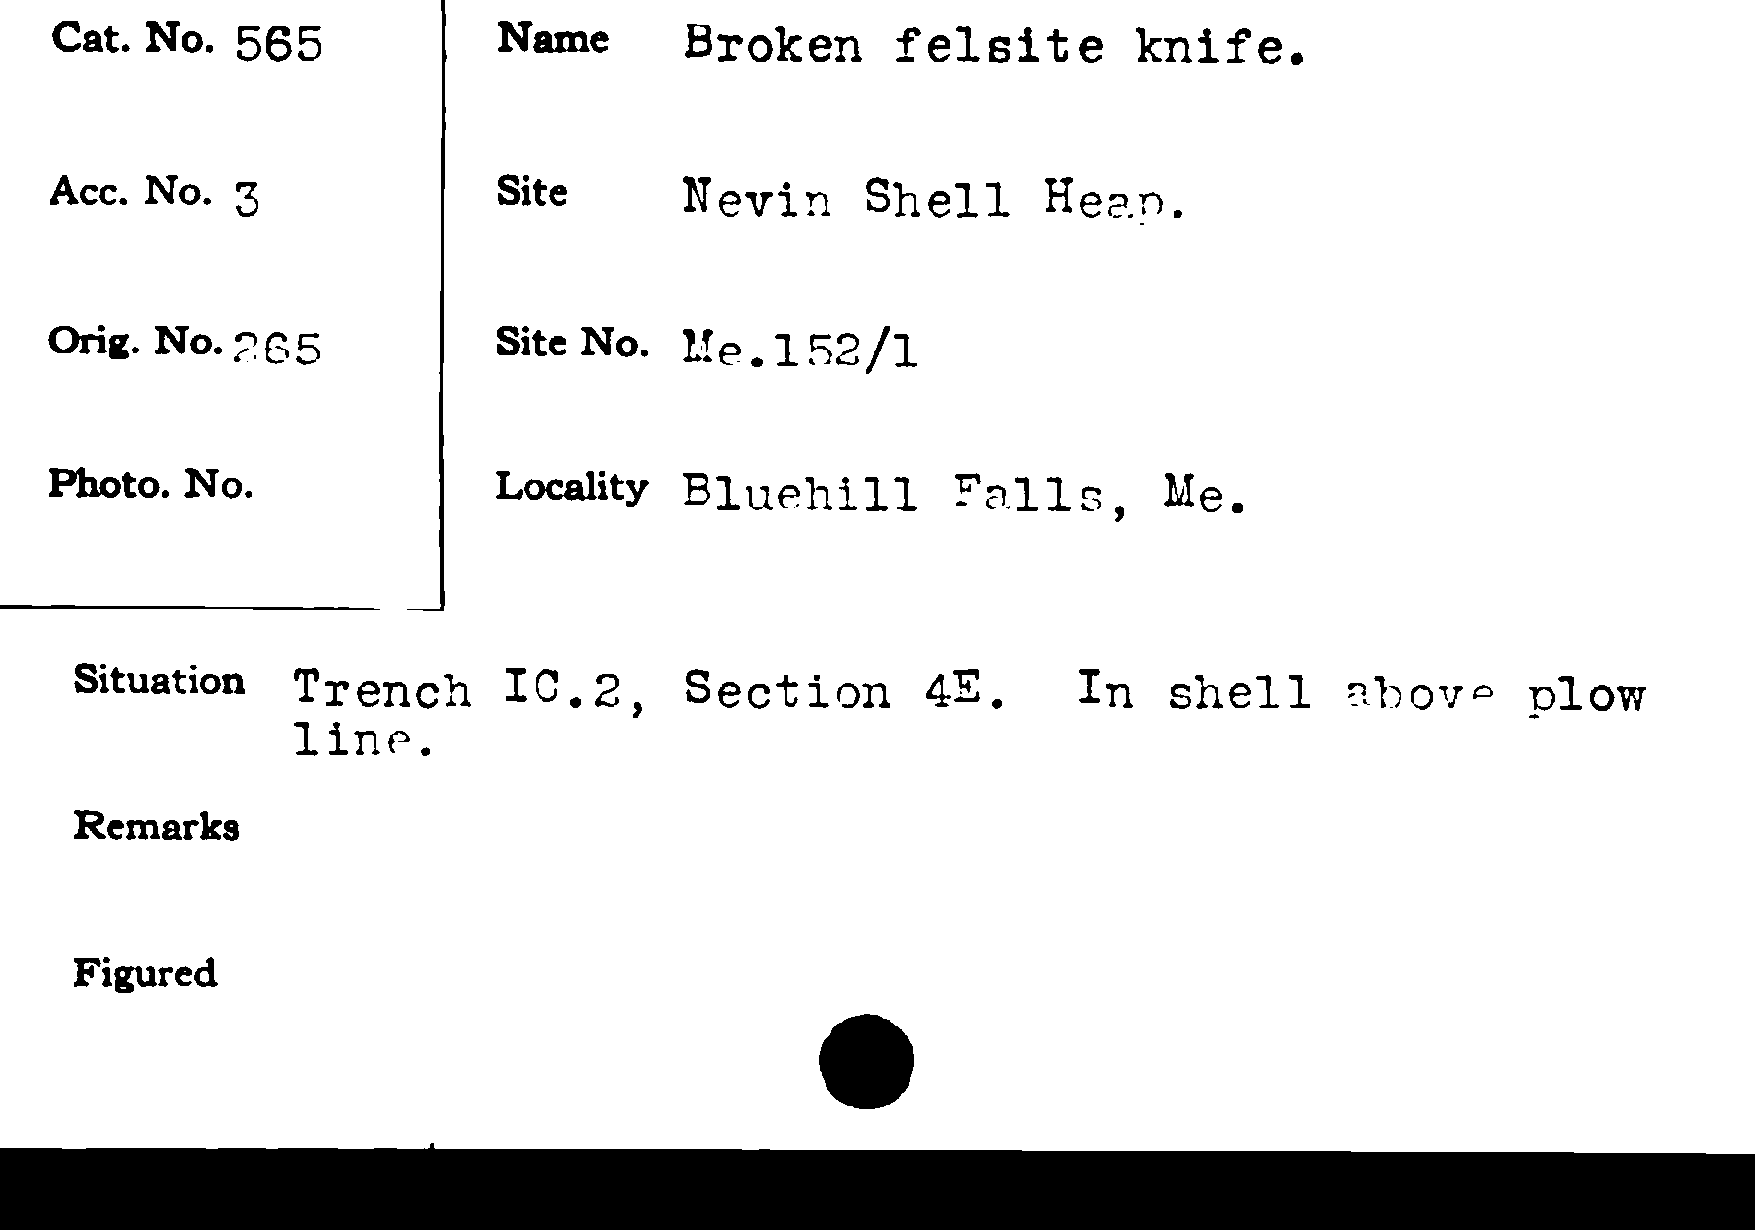 Cat. No. 565
Name Broken felsite knife.
Acc. No. 3
Site Nevin Shell Heap.
Orig. No. 265
Site No. Me.152/1
Photo. No.
Locality Bluehill Falls, Me.
Situation Trench IC.2, Section 4E. In shell above plow
line.
Remarks
Figured